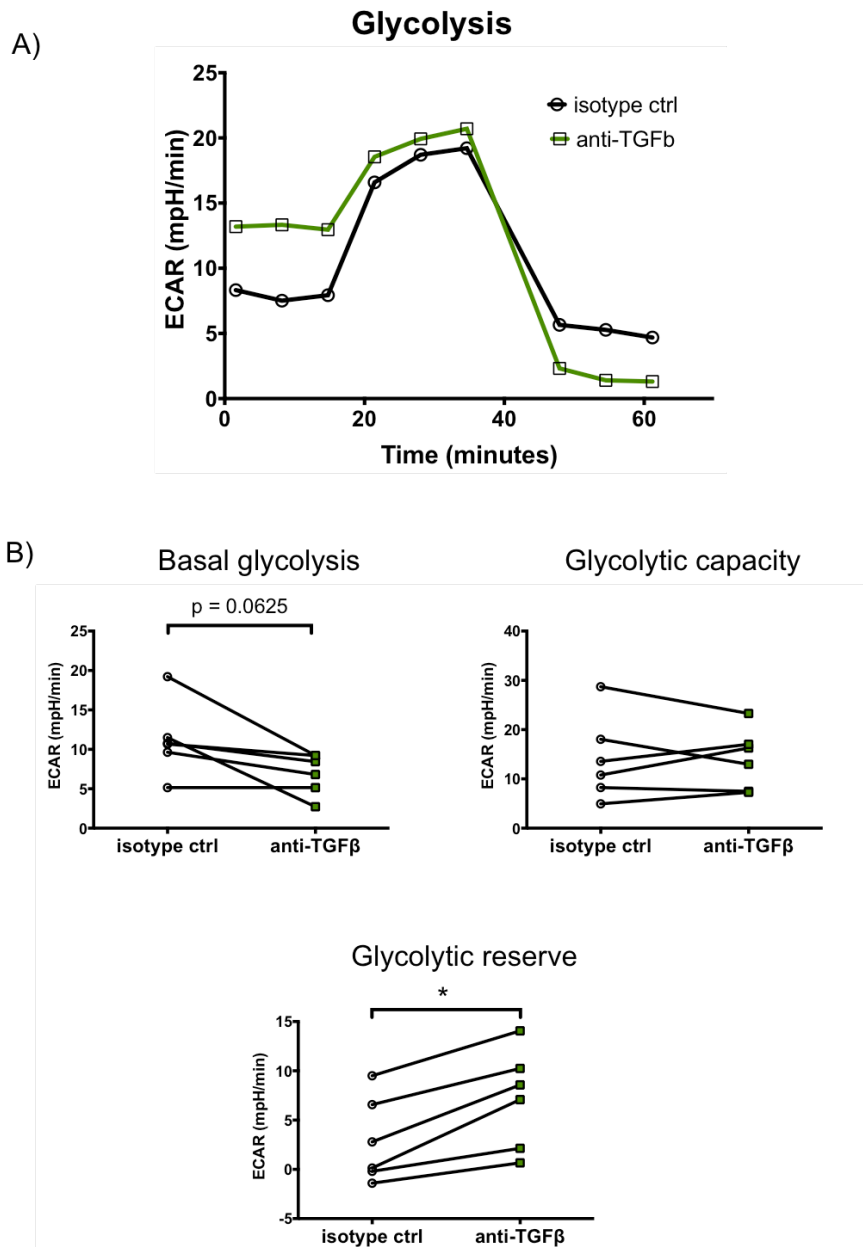 Glycolysis
A)
25
20
15
10
5
0
ECAR (mpH/min)
isotype ctrl
anti-TGFb
0
20
40
60
Time (minutes)
B)
Basal glycolysis
p = 0.0625
25
20
15
10
5
0
ECAR (mpH/min)
isotype ctrl
anti-TGFβ
Glycolytic capacity
40
30
20
10
0
ECAR (mpH/min)
isotype ctrl
anti-TGFβ
Glycolytic reserve
*
15
10
5
0
-5
ECAR (mpH/min)
isotype ctrl
anti-TGFβ